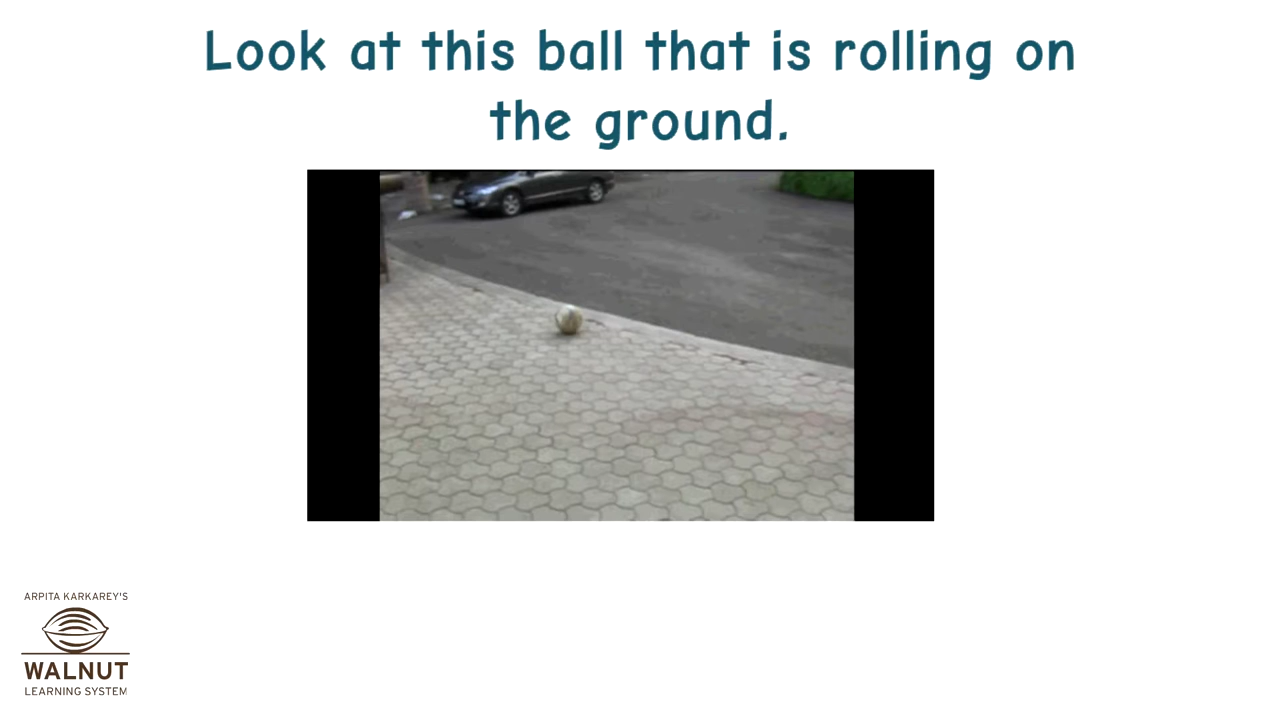 Look at this ball that is rolling on
the ground.
ARPITA KARKAREY'S
WALNUT
LEARNING SYSTEM